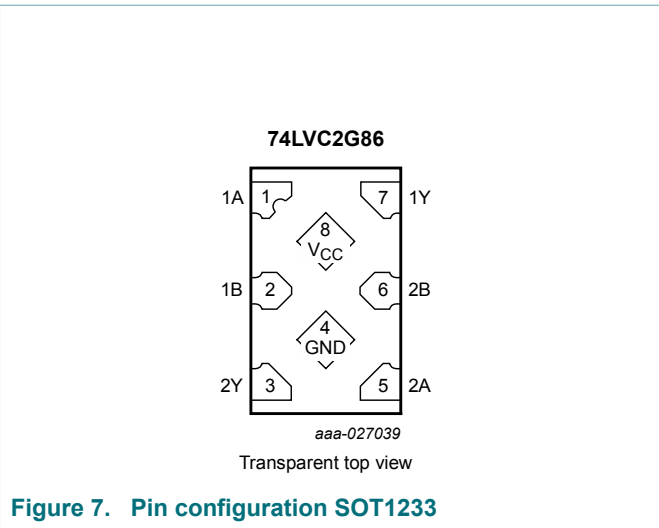 74LVC2G86
1A 1 7 1Y
8
VCC
1B 2 6 2B
4
GND
2Y 3 5 2A
aaa-027039
Transparent top view
Figure 7. Pin configuration SOT1233